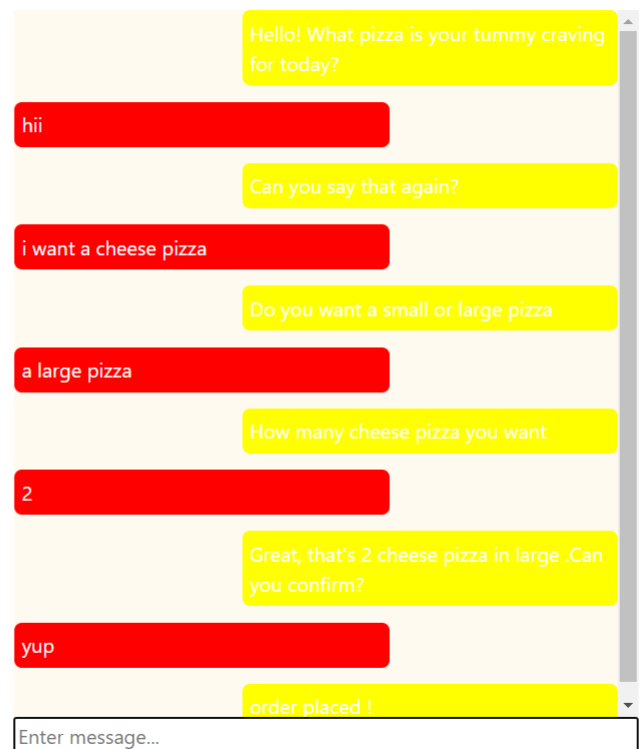 Hello! What pizza is your tummy craving
for today?
hii
Can you say that again?
i want a cheese pizza
Do you want a small or large pizza
a large pizza
How many cheese pizza you want
2
Great, that's 2 cheese pizza in large .Can
you confirm?
yup
order placed !
Enter message...